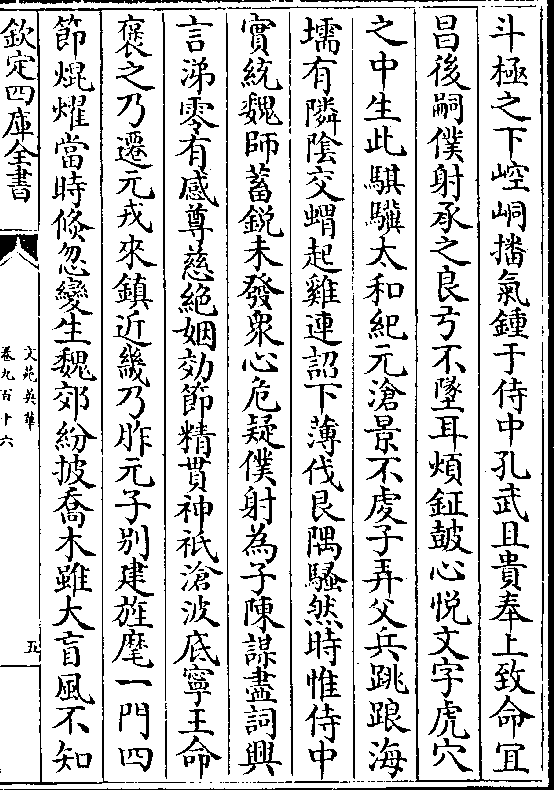 斗極之下崆峒播氣鍾于侍中孔武且貴奉上致命宜
昌後嗣僕射承之良弓不墜耳煩鉦鼓心悦文字虎穴
之中生此騏驥太和紀元滄景不䖍子弄父兵跳踉海
壖有隣陰交蝟起雞連詔下薄伐艮隅騷然時惟侍中
實統魏師蓄銳未發衆心危疑僕射為子陳謀盡詞興
言涕零有感尊慈絶姻効節精貫神祇滄波底寧王命
褒之乃遷元戎來鎮近畿乃胙元子别建旌麾一門四
節焜燿當時倐忽變生魏郊紛披喬木雖大盲風不知
欽定四庫全書
文苑英華
卷九百十六
五